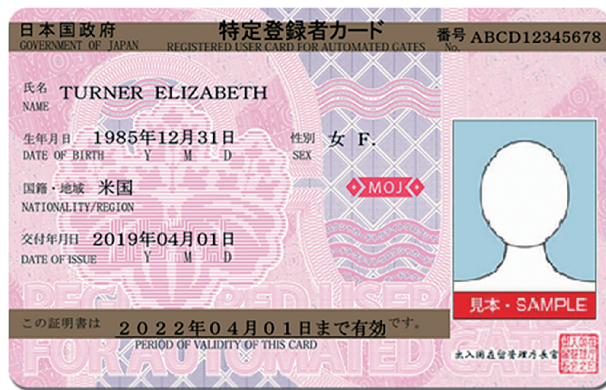 日本国政府 特定登録者カード 番号 ABCD12345678
GOVERNMENT OF JAPAN REGISTERED USER CARD FOR AUTOMATED GATES No.
氏名 TURNER ELIZABETH
NAME
生年月日 1985年12月31日 性別 女 F.
DATE OF BIRTH Y M D SEX
国籍・地域 米国
NATIONALITY/REGION
MOJ
交付年月日 2019年04月01日
DATE OF ISSUE Y M D
見本・SAMPLE
REGISTERED USER
この証明書は 2022年04月01日まで有効 です。
PERIOD OF VALIDITY OF THIS CARD
FOR AUTOMATED GATES
出入国在留管理庁長官